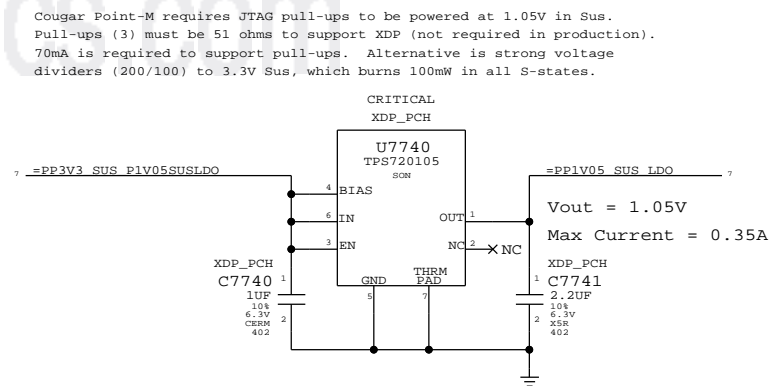 Cougar Point-M requires JTAG pull-ups to be powered at 1.05V in Sus.
Pull-ups (3) must be 51 ohms to support XDP (not required in production).
70mA is required to support pull-ups. Alternative is strong voltage
dividers (200/100) to 3.3V Sus, which burns 100mW in all S-states.
cs.com
CRITICAL
XDP_PCH
U7740
TPS720105
SON
7 =PP3V3_SUS_P1V05SUSLDO
=PP1V05_SUS_LDO 7
4 BIAS
6 IN
OUT 1
3 EN
NC 2 NC
Vout = 1.05V
Max Current = 0.35A
GND
THRM
PAD
5
7
XDP_PCH
C7740 1
1UF
10%
6.3V
CERM 2
402
XDP_PCH
1 C7741
2.2UF
10%
6.3V
2 X5R
402